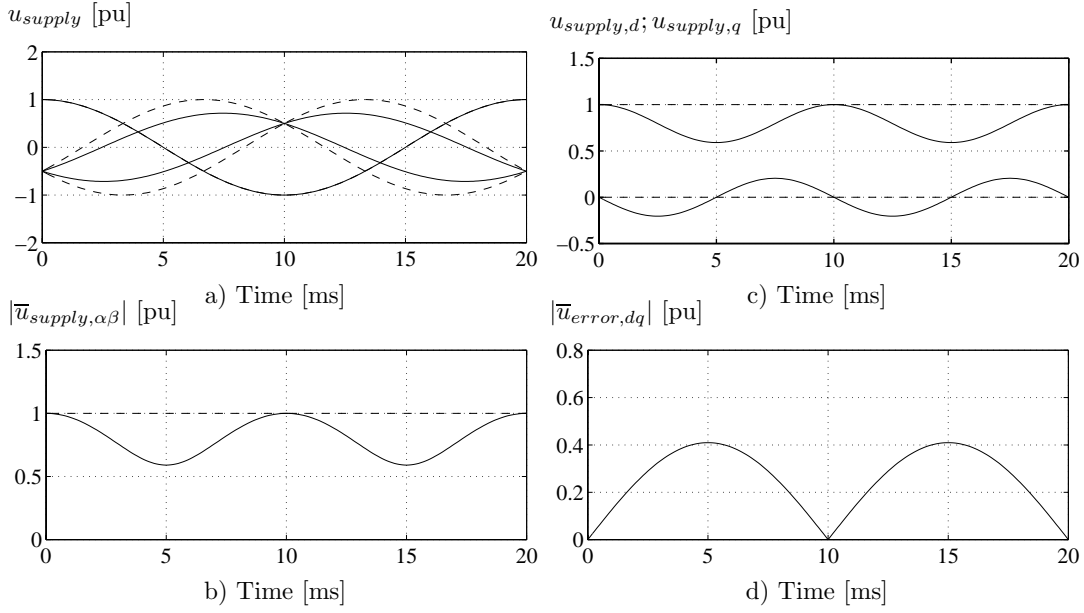 u_supply [pu]
2
1
0
−1
−2
0 5 10 15 20
a) Time [ms]
u_supply,d; u_supply,q [pu]
1.5
1
0.5
0
−0.5
0 5 10 15 20
c) Time [ms]
|u̅_supply,αβ| [pu]
1.5
1
0.5
0
0 5 10 15 20
b) Time [ms]
|u̅_error,dq| [pu]
0.8
0.6
0.4
0.2
0
0 5 10 15 20
d) Time [ms]